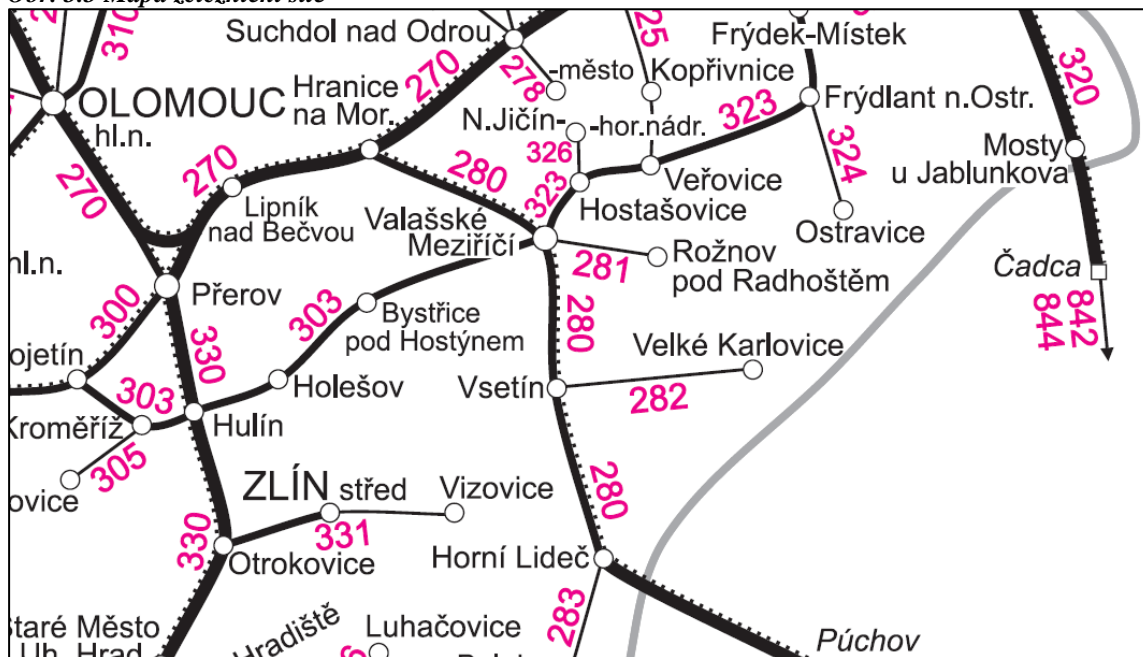 310
Suchdol nad Odrou
270
278
-město
25
Kopřivnice
Frýdek-Místek
320
OLOMOUC
hl.n.
Hranice
na Mor.
N.Jičín-
-hor.nádr.
323
Frýdlant n.Ostr.
326
324
Mosty
u Jablunkova
270
270
280
Lipník
nad Bečvou
Valašské
Meziříčí
323
Hostašovice
Veřovice
Ostravice
hl.n.
281
Rožnov
pod Radhoštěm
Čadca
842
844
Přerov
300
303
Bystřice
pod Hostýnem
280
Velké Karlovice
ojetín
330
Holešov
Vsetín
282
303
Kroměříž
Hulín
305
ovice
ZLÍN střed
Vizovice
280
331
330
Otrokovice
Horní Lideč
283
Staré Město
Uh. Hrad.
Hradiště
Luhačovice
Púchov